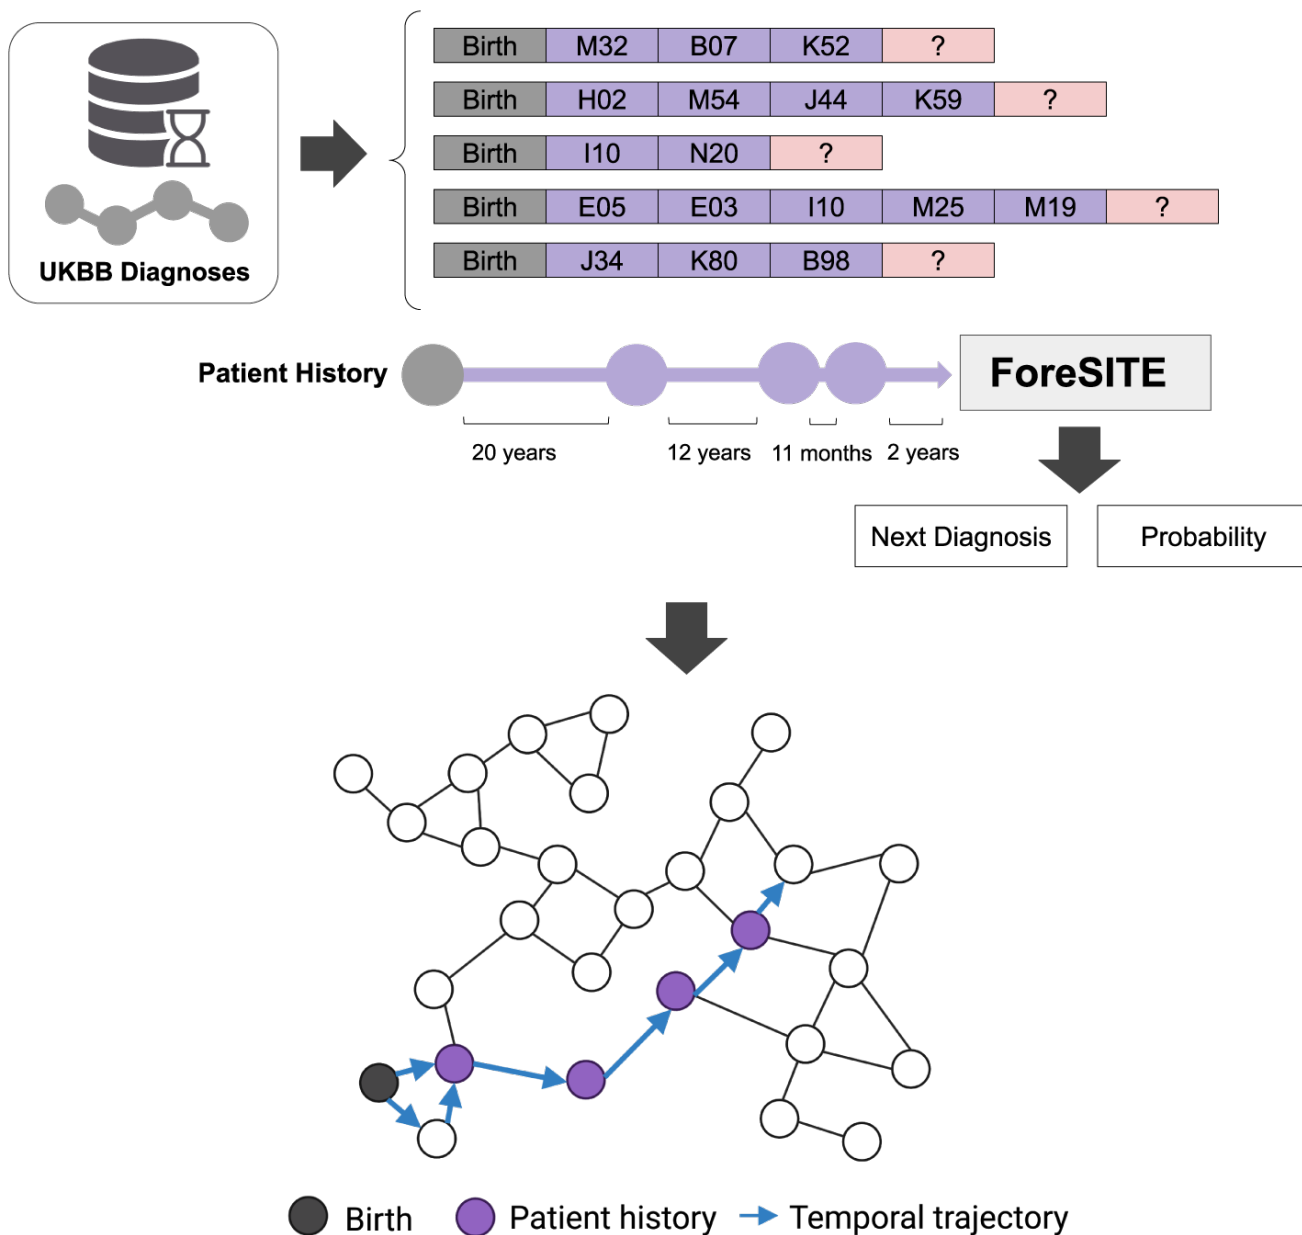 Birth M32 B07 K52 ?
Birth H02 M54 J44 K59 ?
Birth I10 N20 ?
Birth E05 E03 I10 M25 M19 ?
Birth J34 K80 B98 ?
UKBB Diagnoses
Patient History
ForeSITE
20 years 12 years 11 months 2 years
Next Diagnosis Probability
Birth Patient history Temporal trajectory